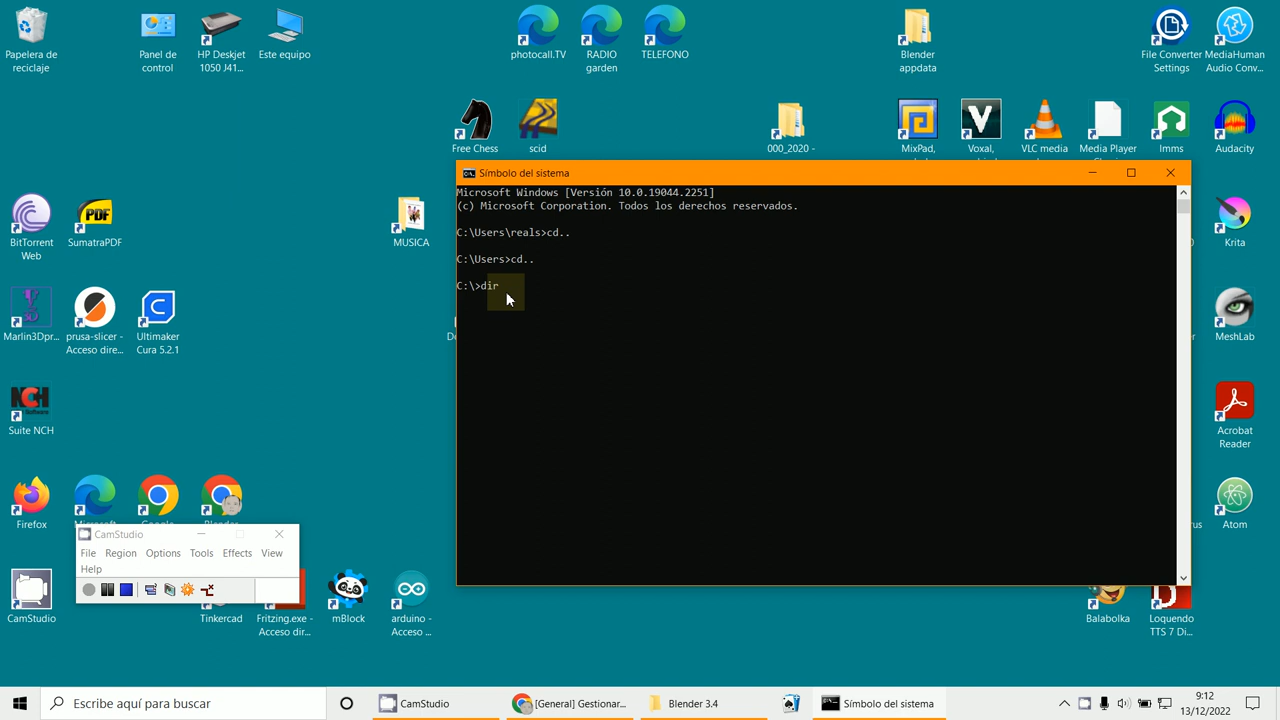 Papelera de
reciclaje
Panel de
control
HP Deskjet
1050 J41...
Este equipo
photocall.TV
RADIO
garden
TELEFONO
Blender
appdata
File Converter
Settings
MediaHuman
Audio Conv...
Free Chess
scid
000_2020 -
MixPad,
Voxal,
VLC media
Media Player
lmms
Audacity
BitTorrent
Web
SumatraPDF
PDF
MUSICA
Krita
Marlin3Dpr...
prusa-slicer -
Acceso dire...
Ultimaker
Cura 5.2.1
MeshLab
NCH
Software
Suite NCH
Acrobat
Reader
Firefox
Atom
Símbolo del sistema
Microsoft Windows [Versión 10.0.19044.2251]
(c) Microsoft Corporation. Todos los derechos reservados.
C:\Users\reals>cd..
C:\Users>cd..
C:\>dir
CamStudio
File Region Options Tools Effects View
Help
CamStudio
Tinkercad
Fritzing.exe -
Acceso dir...
mBlock
arduino -
Acceso ...
Balabolka
Loquendo
TTS 7 Di...
Escribe aquí para buscar
CamStudio
[General] Gestionar...
Blender 3.4
Símbolo del sistema
9:12
13/12/2022